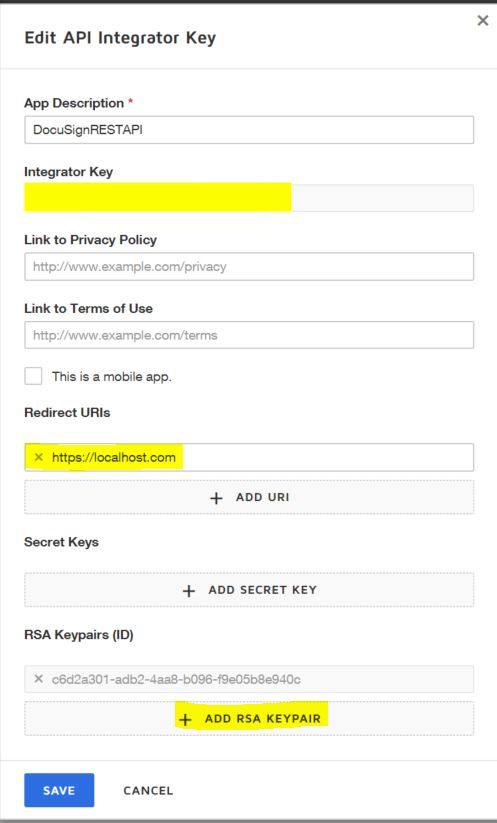 ×
Edit API Integrator Key
App Description *
DocuSignRESTAPI
Integrator Key
Link to Privacy Policy
http://www.example.com/privacy
Link to Terms of Use
http://www.example.com/terms
This is a mobile app.
Redirect URIs
× https://localhost.com
+ ADD URI
Secret Keys
+ ADD SECRET KEY
RSA Keypairs (ID)
× c6d2a301-adb2-4aa8-b096-f9e05b8e940c
+ ADD RSA KEYPAIR
SAVE CANCEL